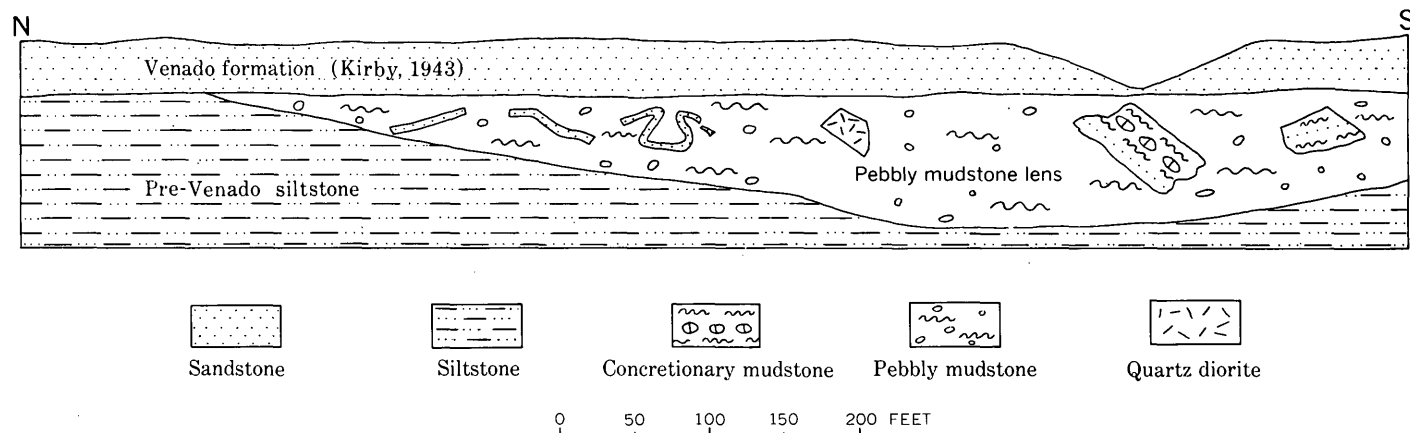 N S
Venado formation (Kirby, 1943)
Pebbly mudstone lens
Pre-Venado siltstone
Sandstone Siltstone Concretionary mudstone Pebbly mudstone Quartz diorite
0 50 100 150 200 FEET